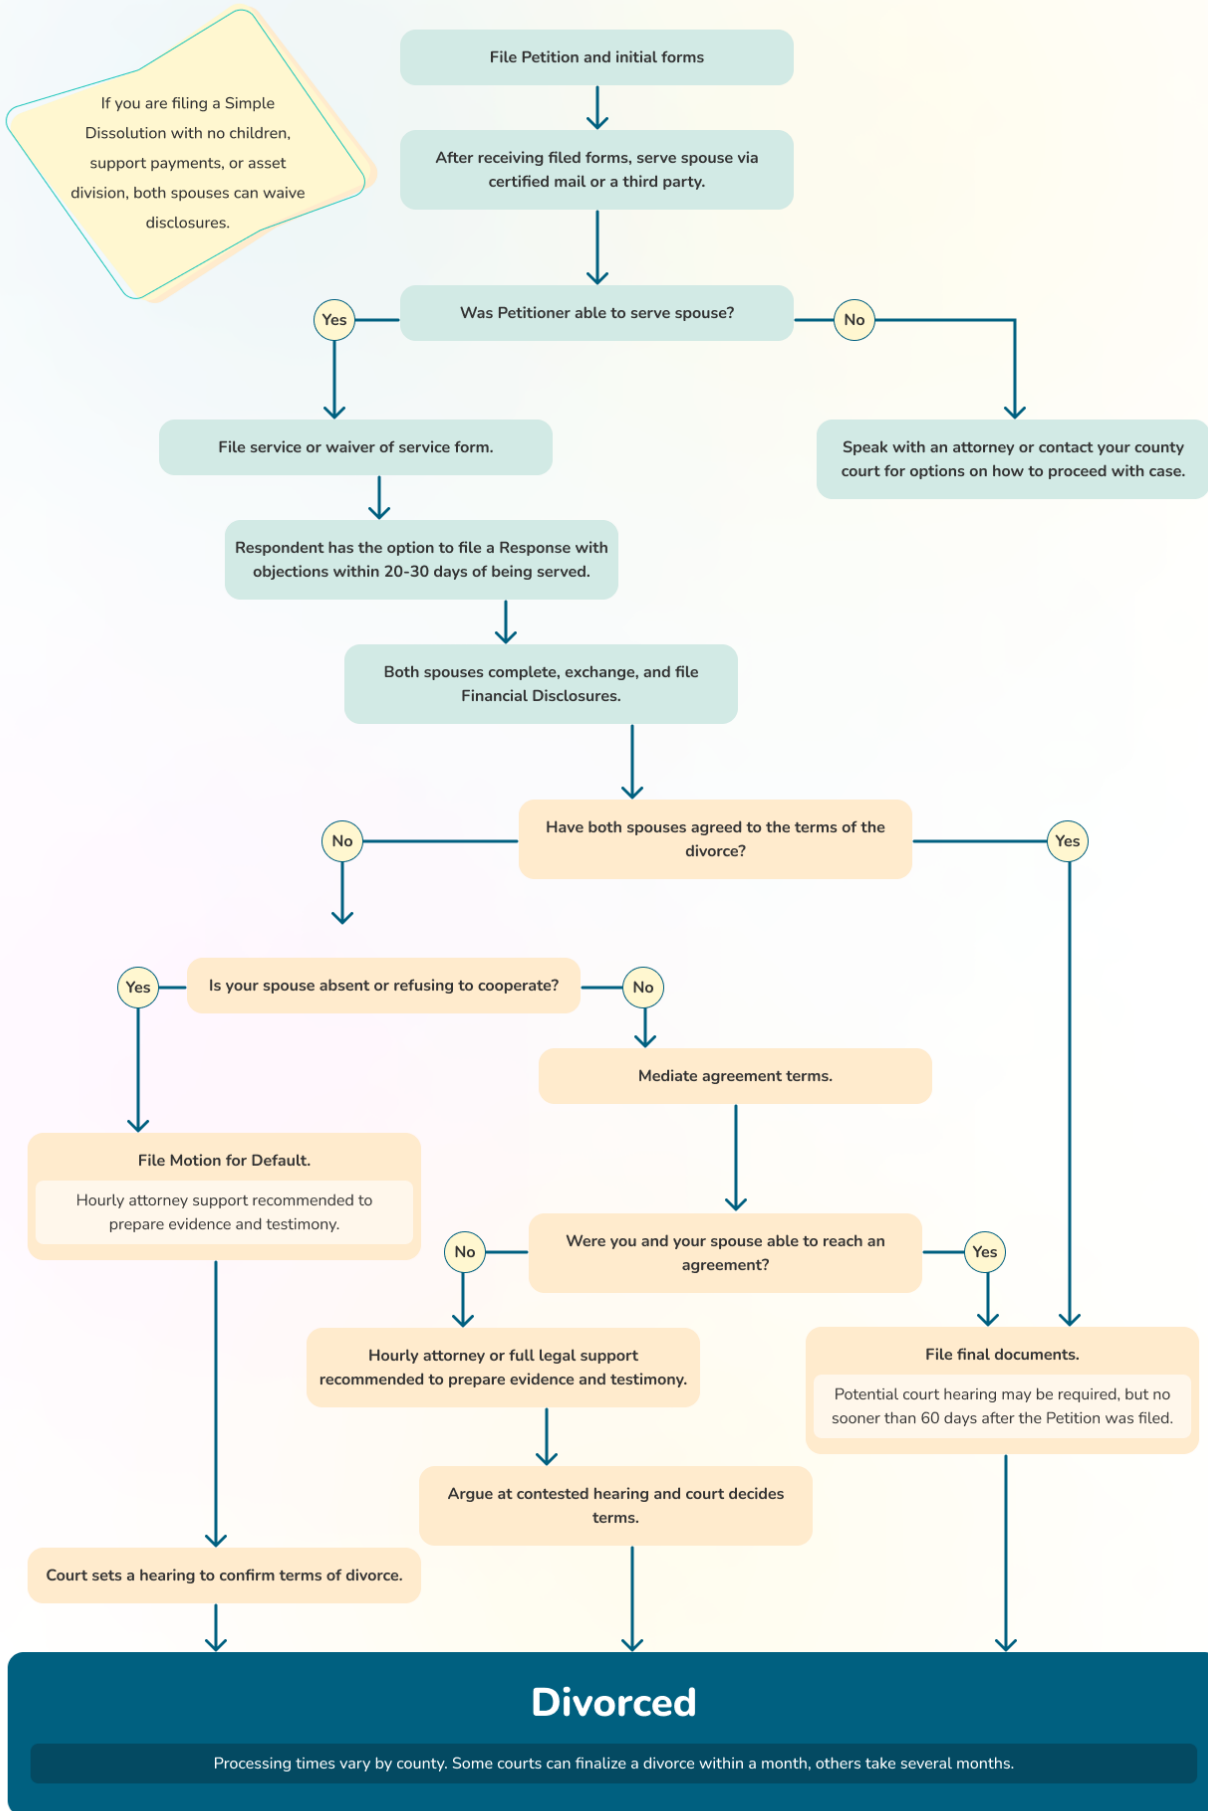 If you are filing a Simple
Dissolution with no children,
support payments, or asset
division, both spouses can waive
disclosures.
File Petition and initial forms
After receiving filed forms, serve spouse via
certified mail or a third party.
Was Petitioner able to serve spouse?
Yes
No
File service or waiver of service form.
Speak with an attorney or contact your county
court for options on how to proceed with case.
Respondent has the option to file a Response with
objections within 20-30 days of being served.
Both spouses complete, exchange, and file
Financial Disclosures.
Have both spouses agreed to the terms of the
divorce?
No
Yes
Is your spouse absent or refusing to cooperate?
Yes
No
Mediate agreement terms.
File Motion for Default.
Hourly attorney support recommended to
prepare evidence and testimony.
Were you and your spouse able to reach an
agreement?
No
Yes
Hourly attorney or full legal support
recommended to prepare evidence and testimony.
File final documents.
Potential court hearing may be required, but no
sooner than 60 days after the Petition was filed.
Argue at contested hearing and court decides
terms.
Court sets a hearing to confirm terms of divorce.
Divorced
Processing times vary by county. Some courts can finalize a divorce within a month, others take several months.